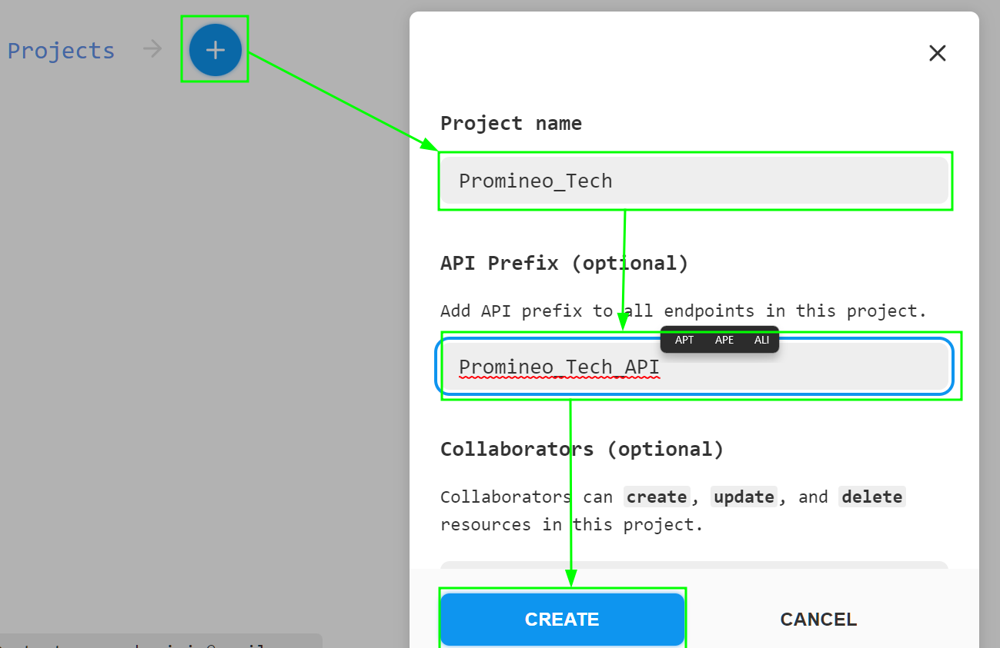 Projects
Project name
Promineo_Tech
API Prefix (optional)
Add API prefix to all endpoints in this project.
APT APE ALI
Promineo_Tech_API
Collaborators (optional)
Collaborators can create, update, and delete
resources in this project.
CREATE CANCEL